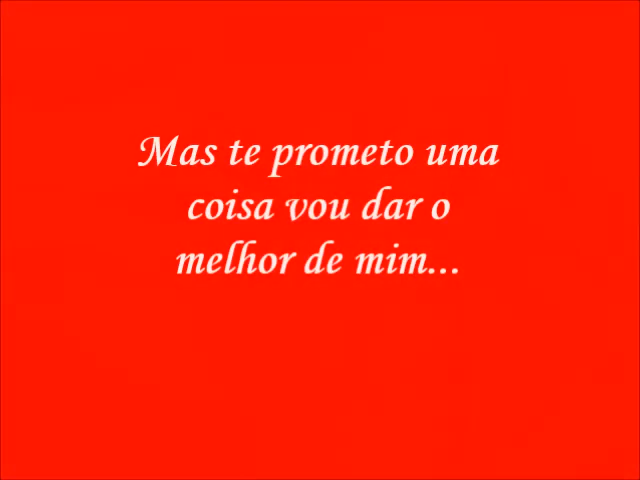 Mas te prometo uma
coisa vou dar o
melhor de mim...